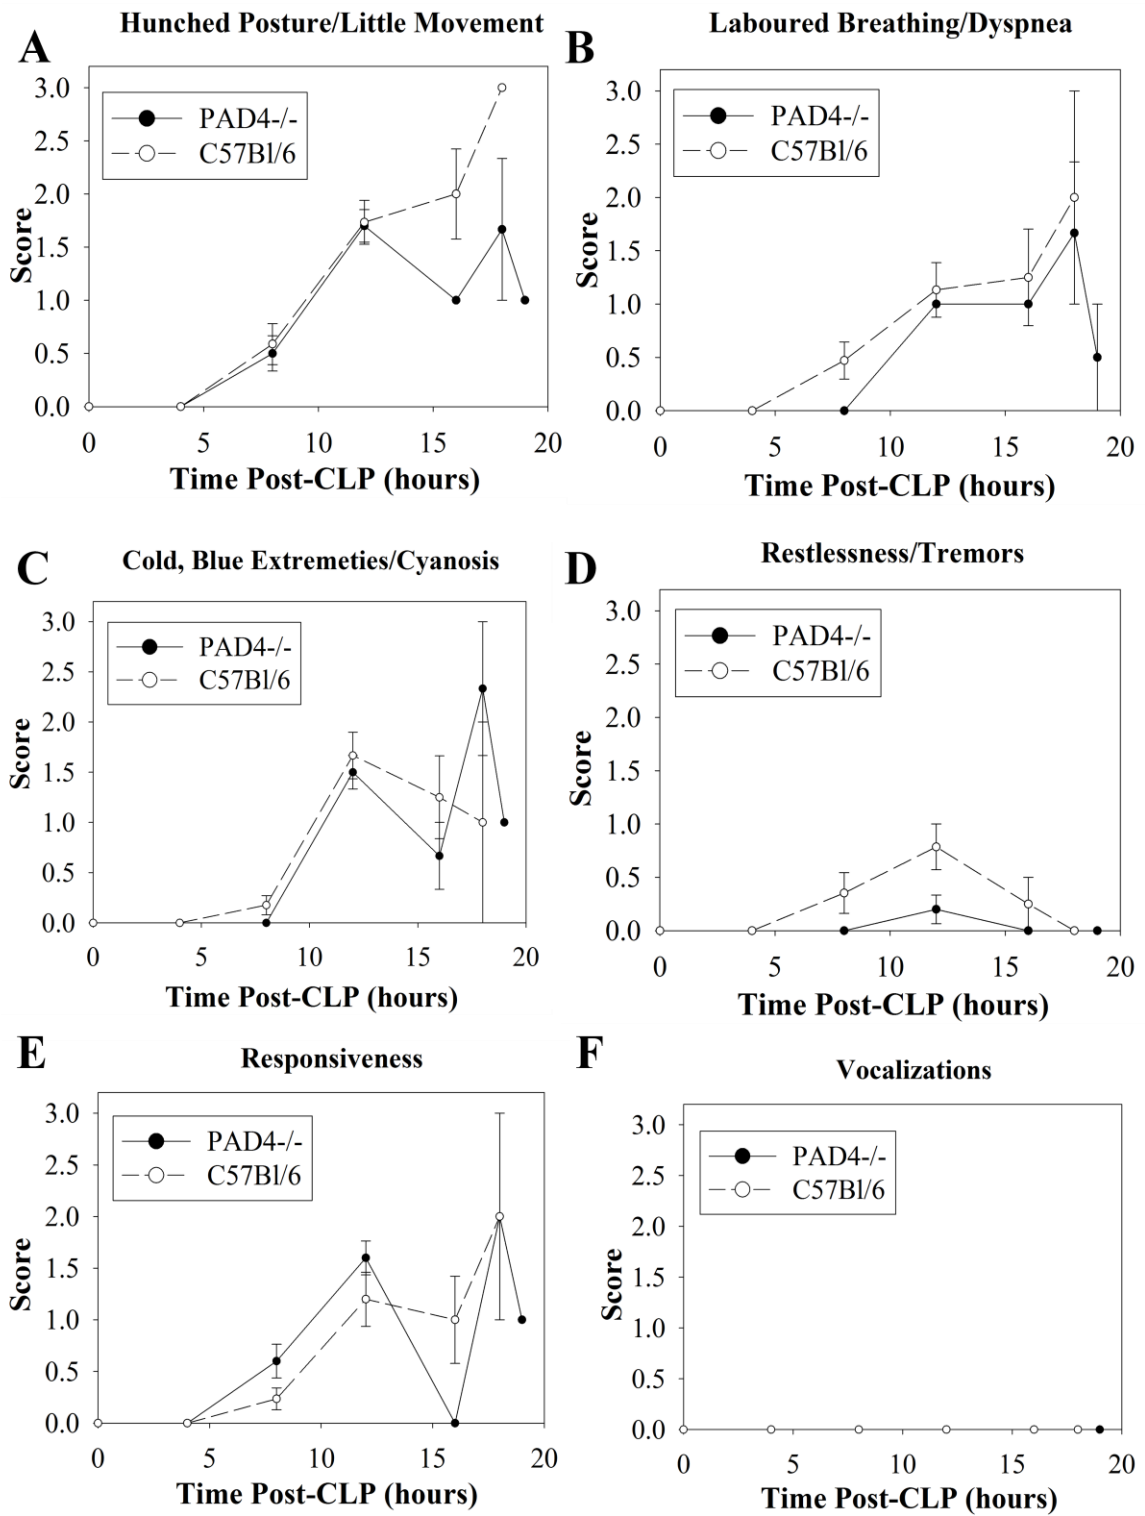 A
Hunched Posture/Little Movement
3.0
2.5
2.0
1.5
1.0
0.5
0.0
Score
PAD4-/-
C57Bl/6
0 5 10 15 20
Time Post-CLP (hours)
B
Laboured Breathing/Dyspnea
3.0
2.5
2.0
1.5
1.0
0.5
0.0
Score
PAD4-/-
C57Bl/6
0 5 10 15 20
Time Post-CLP (hours)
C
Cold, Blue Extremeties/Cyanosis
3.0
2.5
2.0
1.5
1.0
0.5
0.0
Score
PAD4-/-
C57Bl/6
0 5 10 15 20
Time Post-CLP (hours)
D
Restlessness/Tremors
3.0
2.5
2.0
1.5
1.0
0.5
0.0
Score
PAD4-/-
C57Bl/6
0 5 10 15 20
Time Post-CLP (hours)
E
Responsiveness
3.0
2.5
2.0
1.5
1.0
0.5
0.0
Score
PAD4-/-
C57Bl/6
0 5 10 15 20
Time Post-CLP (hours)
F
Vocalizations
3.0
2.5
2.0
1.5
1.0
0.5
0.0
Score
PAD4-/-
C57Bl/6
0 5 10 15 20
Time Post-CLP (hours)